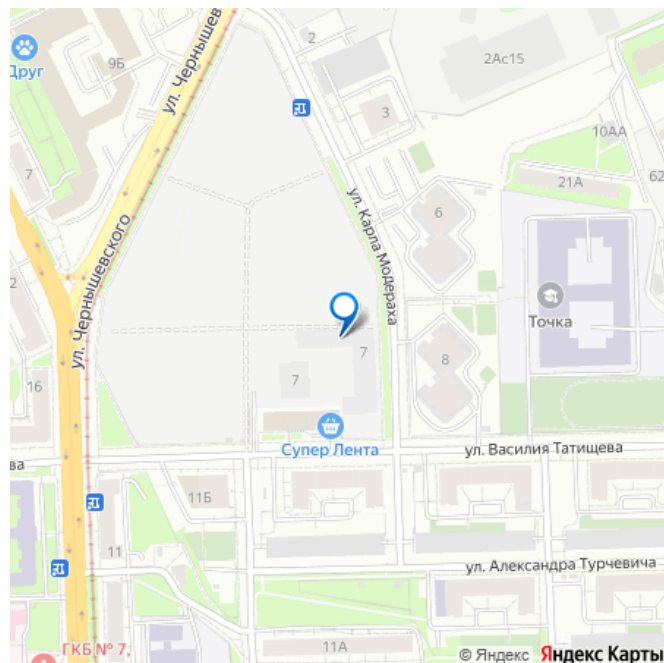 ул. Чернышев
2
9Б
Друг
2Ас15
3
10АА
7
21А
62
ул. Карла Модераха
6
ул. Чернышевского
2
Точка
7
8
7
16
Супер Лента
ва
ул. Василия Татищева
11Б
11
ул. Александра Турчевича
ГКБ № 7,
11А
© Яндекс Яндекс Карты